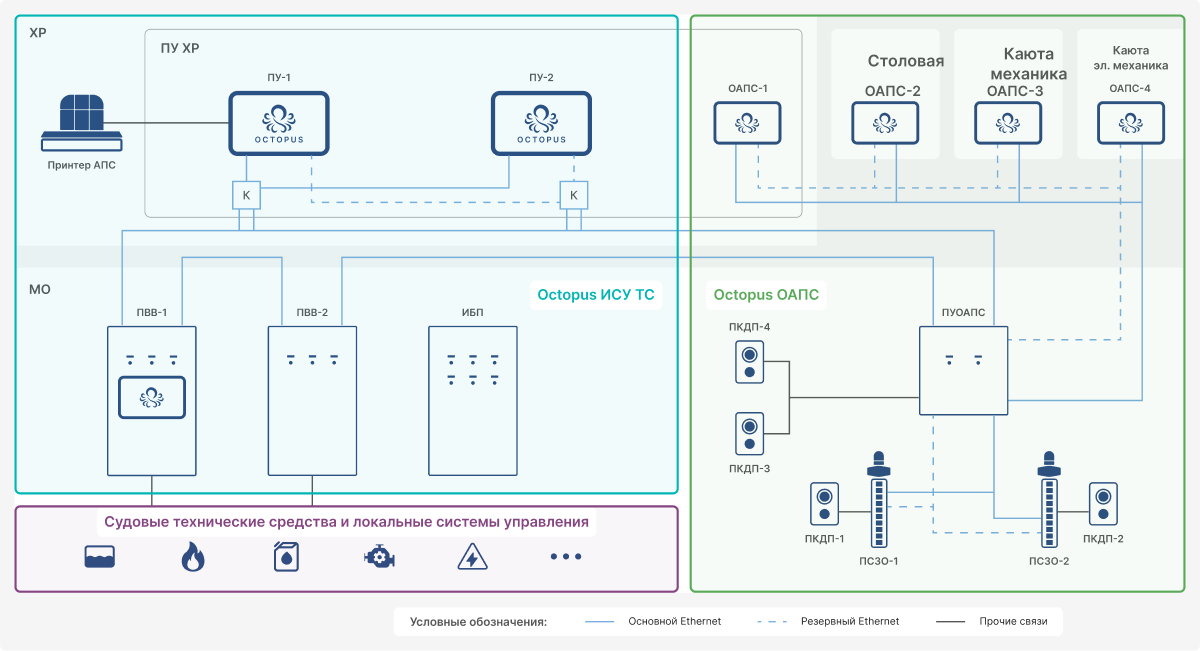 ХР
ПУ ХР
ПУ-1
ПУ-2
OCTOPUS
OCTOPUS
Принтер АПС
К
К
ОАПС-1
Столовая
ОАПС-2
Каюта
механика
ОАПС-3
Каюта
эл. механика
ОАПС-4
МО
Octopus ИСУ ТС
Octopus ОАПС
ПВВ-1
ПВВ-2
ИБП
ПУОАПС
ПКДП-4
ПКДП-3
ПКДП-1
ПКДП-2
ПСЗО-1
ПСЗО-2
Судовые технические средства и локальные системы управления
Условные обозначения:
Основной Ethernet
Резервный Ethernet
Прочие связи